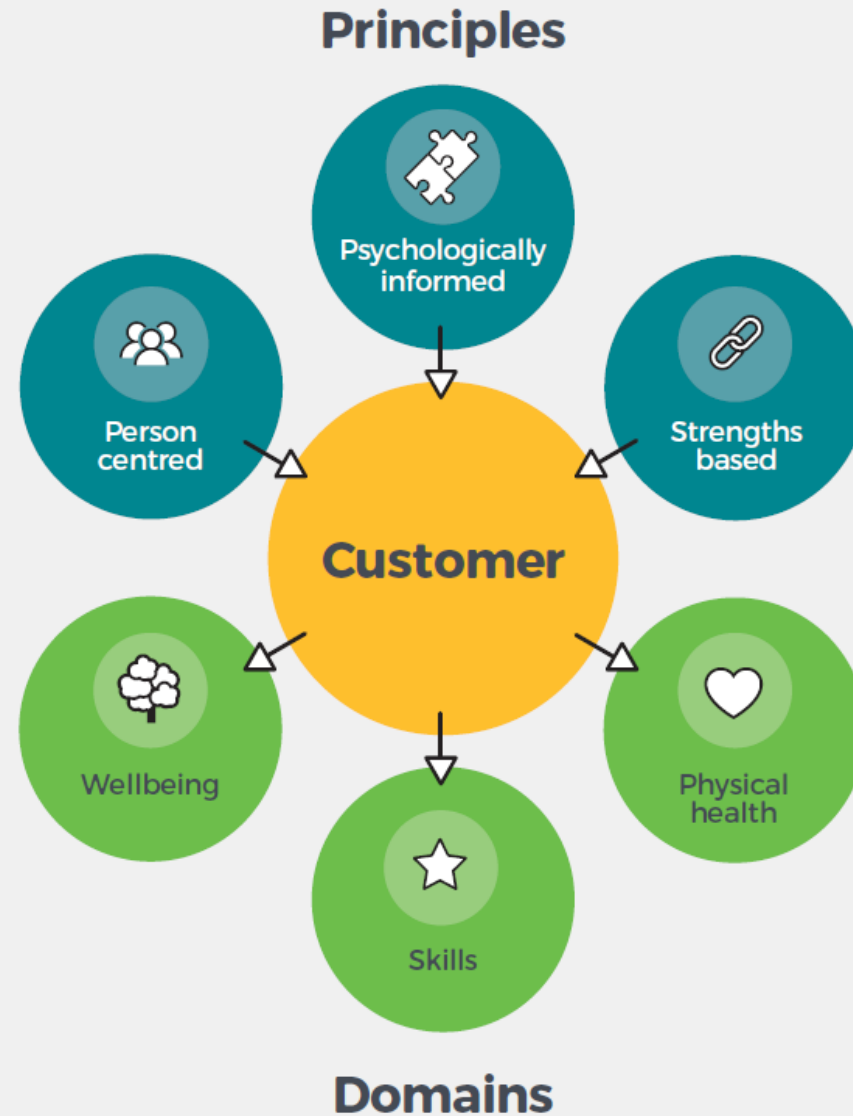 Principles
Psychologically
informed
Person
centred
Strengths
based
Customer
Wellbeing
Physical
health
Skills
Domains